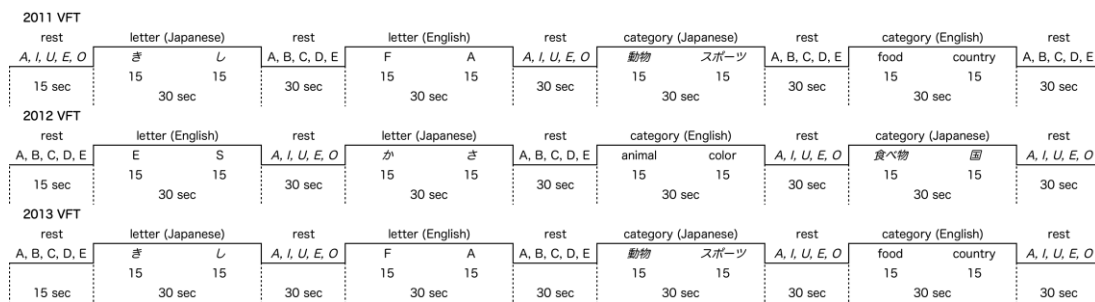 2011 VFT
rest letter (Japanese) rest letter (English) rest category (Japanese) rest category (English) rest
A, I, U, E, O き し A, B, C, D, E F A A, I, U, E, O 動物 スポーツ A, B, C, D, E food country A, B, C, D, E
15 15 15 15 15 15 15 15
15 sec 30 sec 30 sec 30 sec 30 sec 30 sec 30 sec 30 sec 30 sec
2012 VFT
rest letter (English) rest letter (Japanese) rest category (English) rest category (Japanese) rest
A, B, C, D, E E S A, I, U, E, O か さ A, B, C, D, E animal color A, I, U, E, O 食べ物 国 A, I, U, E, O
15 15 15 15 15 15 15 15
15 sec 30 sec 30 sec 30 sec 30 sec 30 sec 30 sec 30 sec 30 sec
2013 VFT
rest letter (Japanese) rest letter (English) rest category (Japanese) rest category (English) rest
A, B, C, D, E き し A, I, U, E, O F A A, B, C, D, E 動物 スポーツ A, I, U, E, O food country A, I, U, E, O
15 15 15 15 15 15 15 15
15 sec 30 sec 30 sec 30 sec 30 sec 30 sec 30 sec 30 sec 30 sec